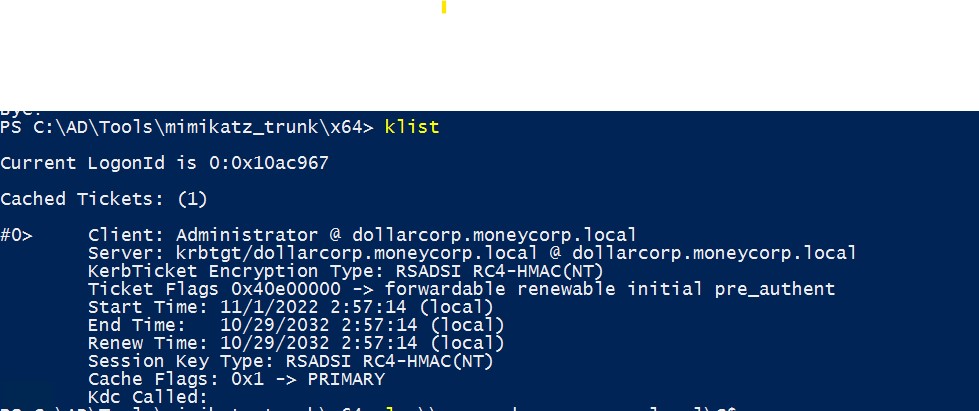 Bye!
PS C:\AD\Tools\mimikatz_trunk\x64> klist
Current LogonId is 0:0x10ac967
Cached Tickets: (1)
#0> Client: Administrator @ dollarcorp.moneycorp.local
Server: krbtgt/dollarcorp.moneycorp.local @ dollarcorp.moneycorp.local
KerbTicket Encryption Type: RSADSI RC4-HMAC(NT)
Ticket Flags 0x40e00000 -> forwardable renewable initial pre_authent
Start Time: 11/1/2022 2:57:14 (local)
End Time: 10/29/2032 2:57:14 (local)
Renew Time: 10/29/2032 2:57:14 (local)
Session Key Type: RSADSI RC4-HMAC(NT)
Cache Flags: 0x1 -> PRIMARY
Kdc Called: